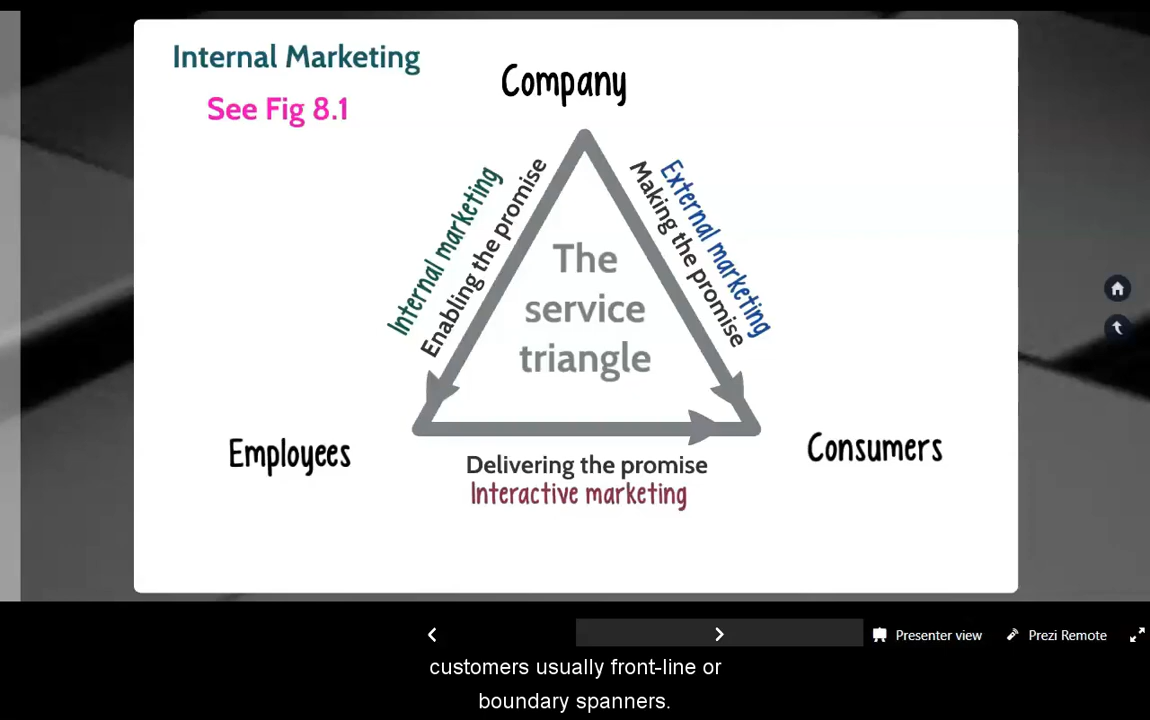 Internal Marketing
See Fig 8.1
Company
Internal marketing
Enabling the promise
External marketing
Making the promise
The
service
triangle
Employees
Consumers
Delivering the promise
Interactive marketing
Presenter view
Prezi Remote
customers usually front-line or
boundary spanners.